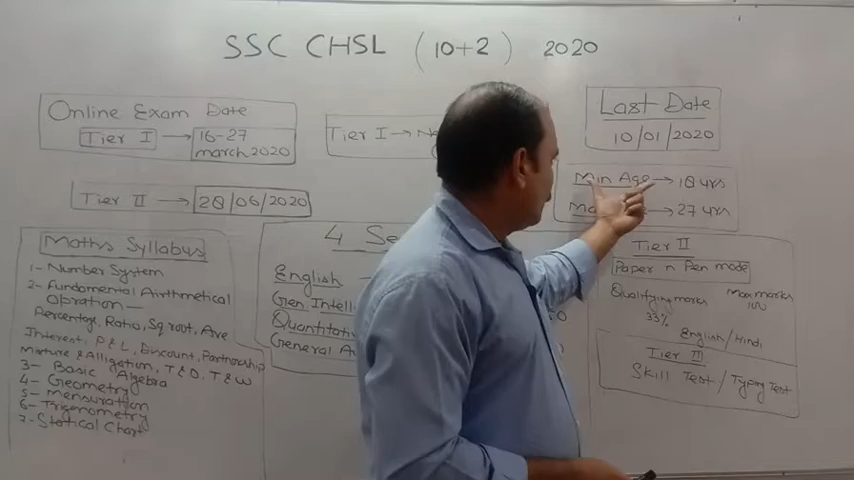 SSC CHSL (10+2) 2020
Online Exam Date
Tier I → 16-27
march 2020
Tier II → 28/06/2020
Tier I →
Last Date
10/01/2020
Min Age → 18 yrs
→ 27 yrs
Maths Syllabus
1- Number System
2- Fundamental Airthmetical
Opration —
Percentage, Ratio, Sq root, Ave
Interest, P & L, Discount, Partnership
Mixture & Alligation, T & D, T & W
3- Basic Algebra
4- Geometry
5- Mensuration
6- Trigonometry
7- Statical Chart
4
English
Gen. Intelli
Quantitati
General A
Tier II
Paper n Pen mode
Qualifying marks
33%
Max marks
100
English/Hindi
Tier III
Skill Test / Typing Test